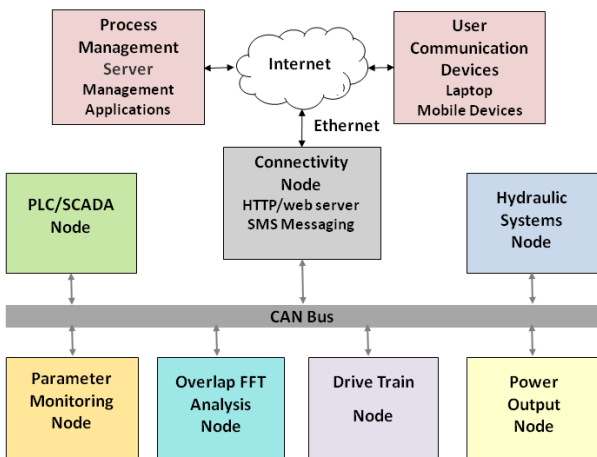 Process
Management
Server
Management
Applications
Internet
User
Communication
Devices
Laptop
Mobile Devices
Ethernet
Connectivity
Node
HTTP/web server
SMS Messaging
PLC/SCADA
Node
Hydraulic
Systems
Node
CAN Bus
Parameter
Monitoring
Node
Overlap FFT
Analysis
Node
Drive Train
Node
Power
Output
Node